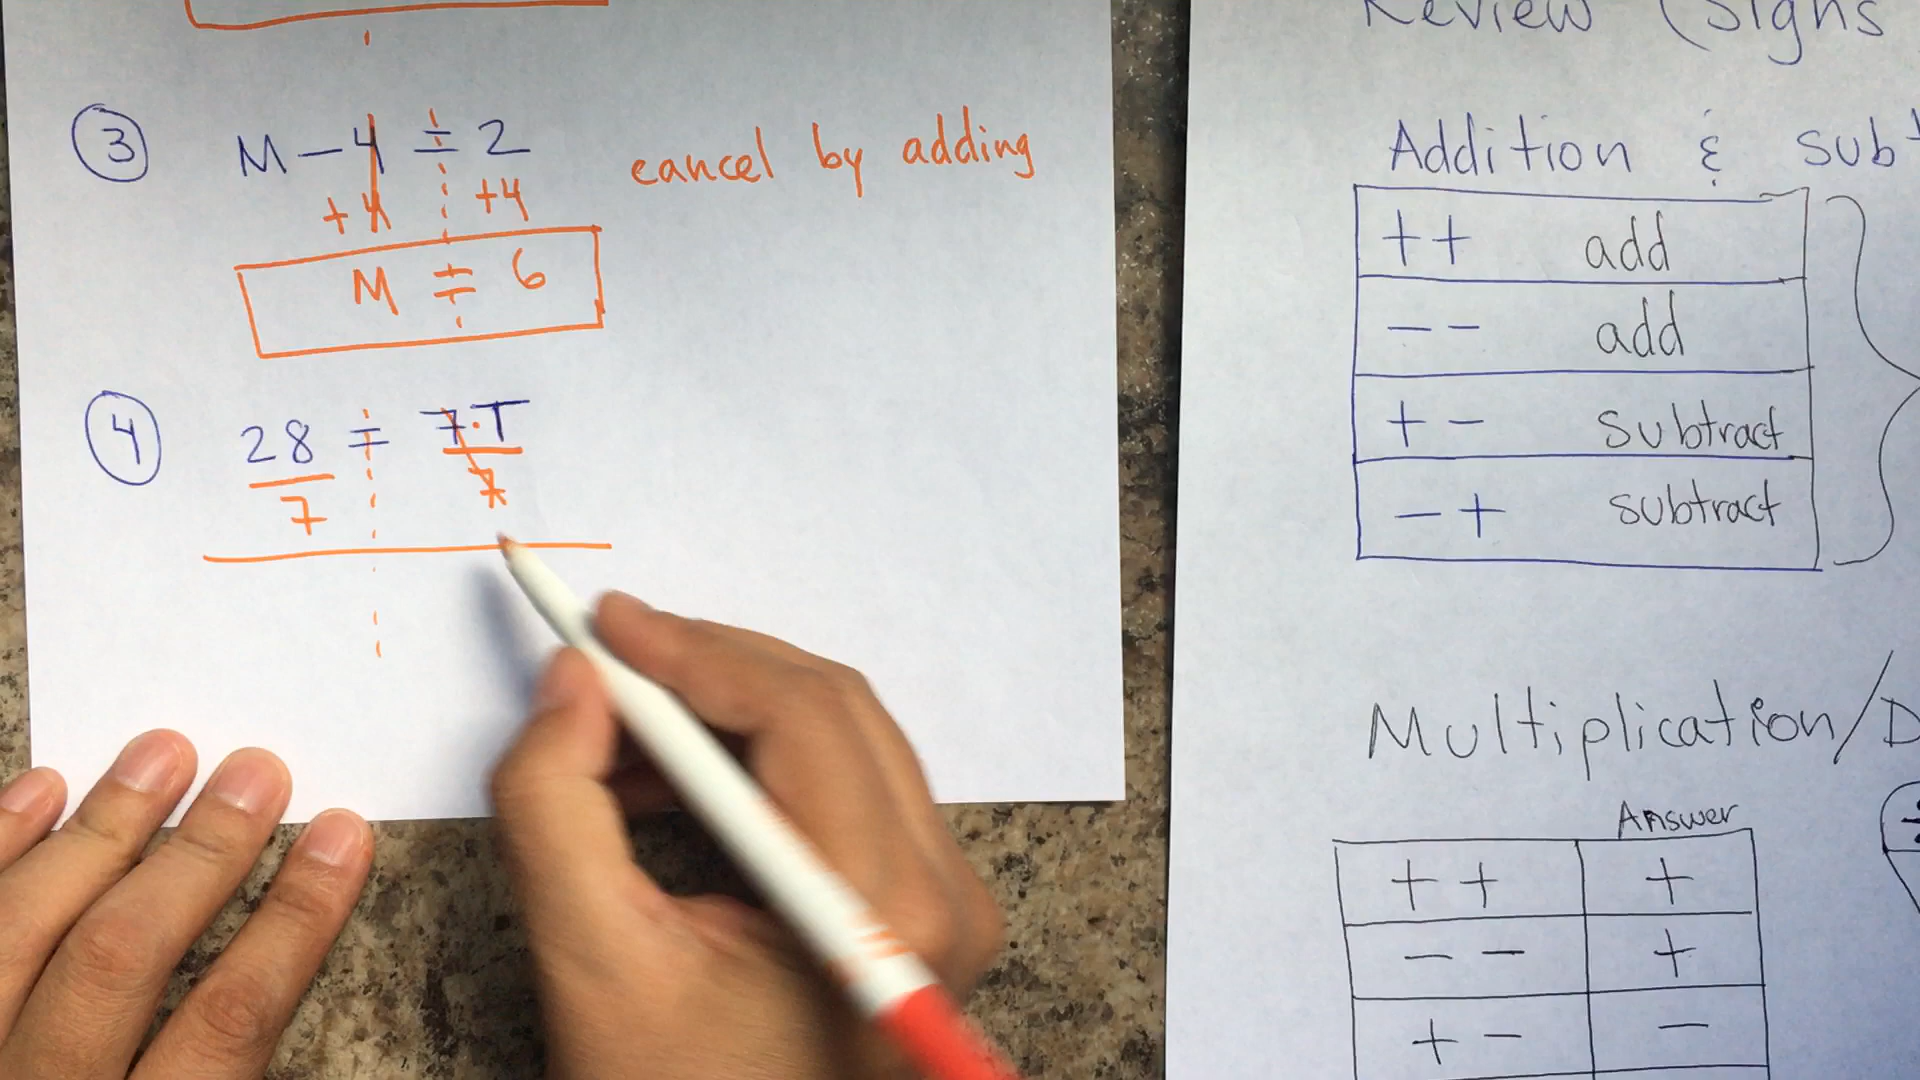 ③ M - 4 = 2 cancel by adding
+4 +4
M = 6
④ 28 = 7·T
7 7
Review (Signs
Addition &
+ + add
- - add
+ - subtract
- + subtract
Multiplication/
Answer
+ + +
- - +
+ - -